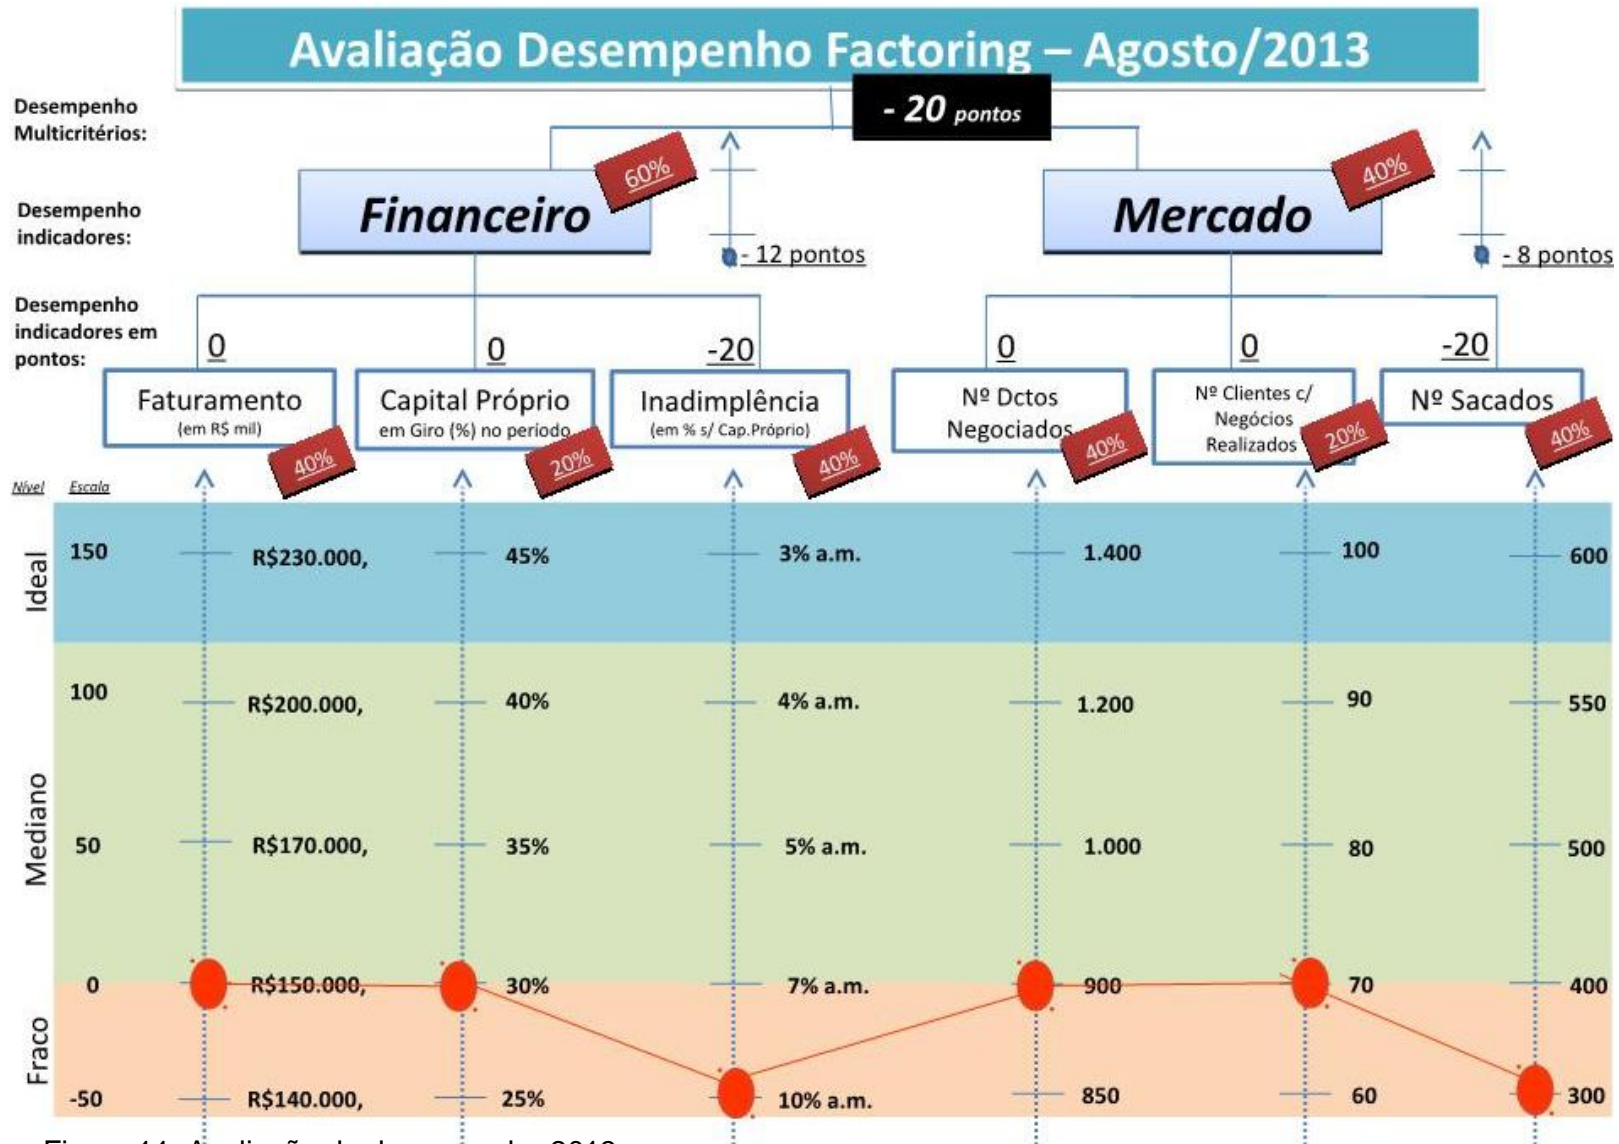 Avaliação Desempenho Factoring – Agosto/2013
Desempenho
Multicritérios:
- 20 pontos
60%
40%
Desempenho
indicadores:
Financeiro
Mercado
- 12 pontos
- 8 pontos
Desempenho
indicadores em
pontos:
0
0
-20
0
0
-20
Faturamento
(em R$ mil)
40%
Capital Próprio
em Giro (%) no período
20%
Inadimplência
(em % s/ Cap.Próprio)
40%
Nº Dctos
Negociados
40%
Nº Clientes c/
Negócios
Realizados
20%
Nº Sacados
40%
Nível Escala
Ideal
150 R$230.000, 45% 3% a.m. 1.400 100 600
100 R$200.000, 40% 4% a.m. 1.200 90 550
Mediano
50 R$170.000, 35% 5% a.m. 1.000 80 500
0 R$150.000, 30% 7% a.m. 900 70 400
Fraco
-50 R$140.000, 25% 10% a.m. 850 60 300